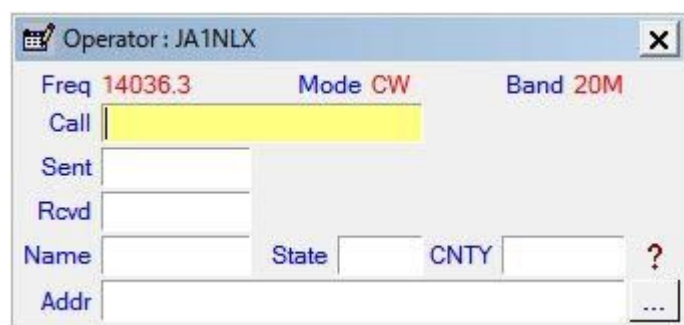 Operator : JA1NLX
Freq 14036.3 Mode CW Band 20M
Call
Sent
Rcvd
Name State CNTY ?
Addr ...